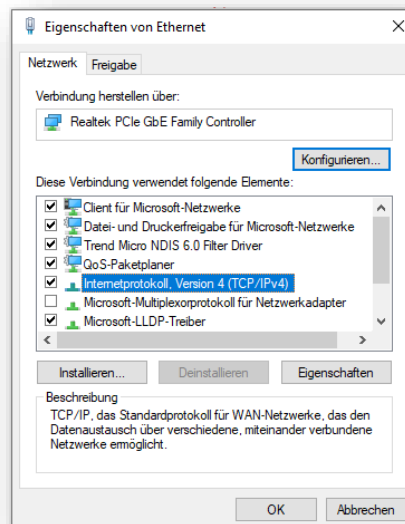 Eigenschaften von Ethernet
Netzwerk
Freigabe
Verbindung herstellen über:
Realtek PCIe GbE Family Controller
Konfigurieren...
Diese Verbindung verwendet folgende Elemente:
Client für Microsoft-Netzwerke
Datei- und Druckerfreigabe für Microsoft-Netzwerke
Trend Micro NDIS 6.0 Filter Driver
QoS-Paketplaner
Internetprotokoll, Version 4 (TCP/IPv4)
Microsoft-Multiplexorprotokoll für Netzwerkadapter
Microsoft-LLDP-Treiber
Installieren...
Deinstallieren
Eigenschaften
Beschreibung
TCP/IP, das Standardprotokoll für WAN-Netzwerke, das den
Datenaustausch über verschiedene, miteinander verbundene
Netzwerke ermöglicht.
OK
Abbrechen